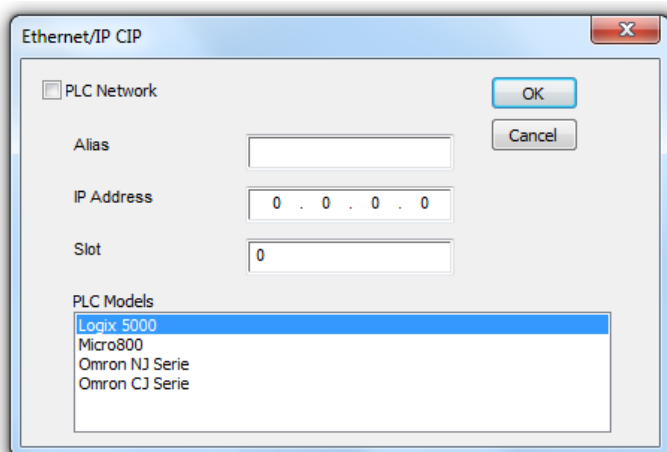 Ethernet/IP CIP
PLC Network
OK
Alias
Cancel
IP Address
0 . 0 . 0 . 0
Slot
0
PLC Models
Logix 5000
Micro800
Omron NJ Serie
Omron CJ Serie